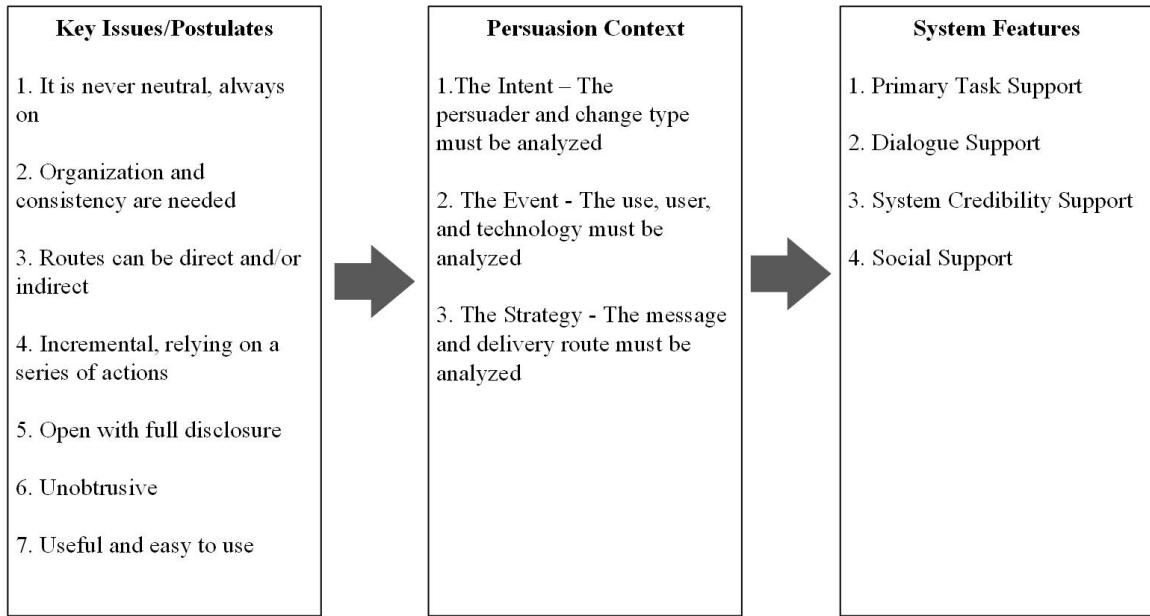 Key Issues/Postulates
1. It is never neutral, always
on
2. Organization and
consistency are needed
3. Routes can be direct and/or
indirect
4. Incremental, relying on a
series of actions
5. Open with full disclosure
6. Unobtrusive
7. Useful and easy to use
Persuasion Context
1.The Intent – The
persuader and change type
must be analyzed
2. The Event - The use, user,
and technology must be
analyzed
3. The Strategy - The message
and delivery route must be
analyzed
System Features
1. Primary Task Support
2. Dialogue Support
3. System Credibility Support
4. Social Support